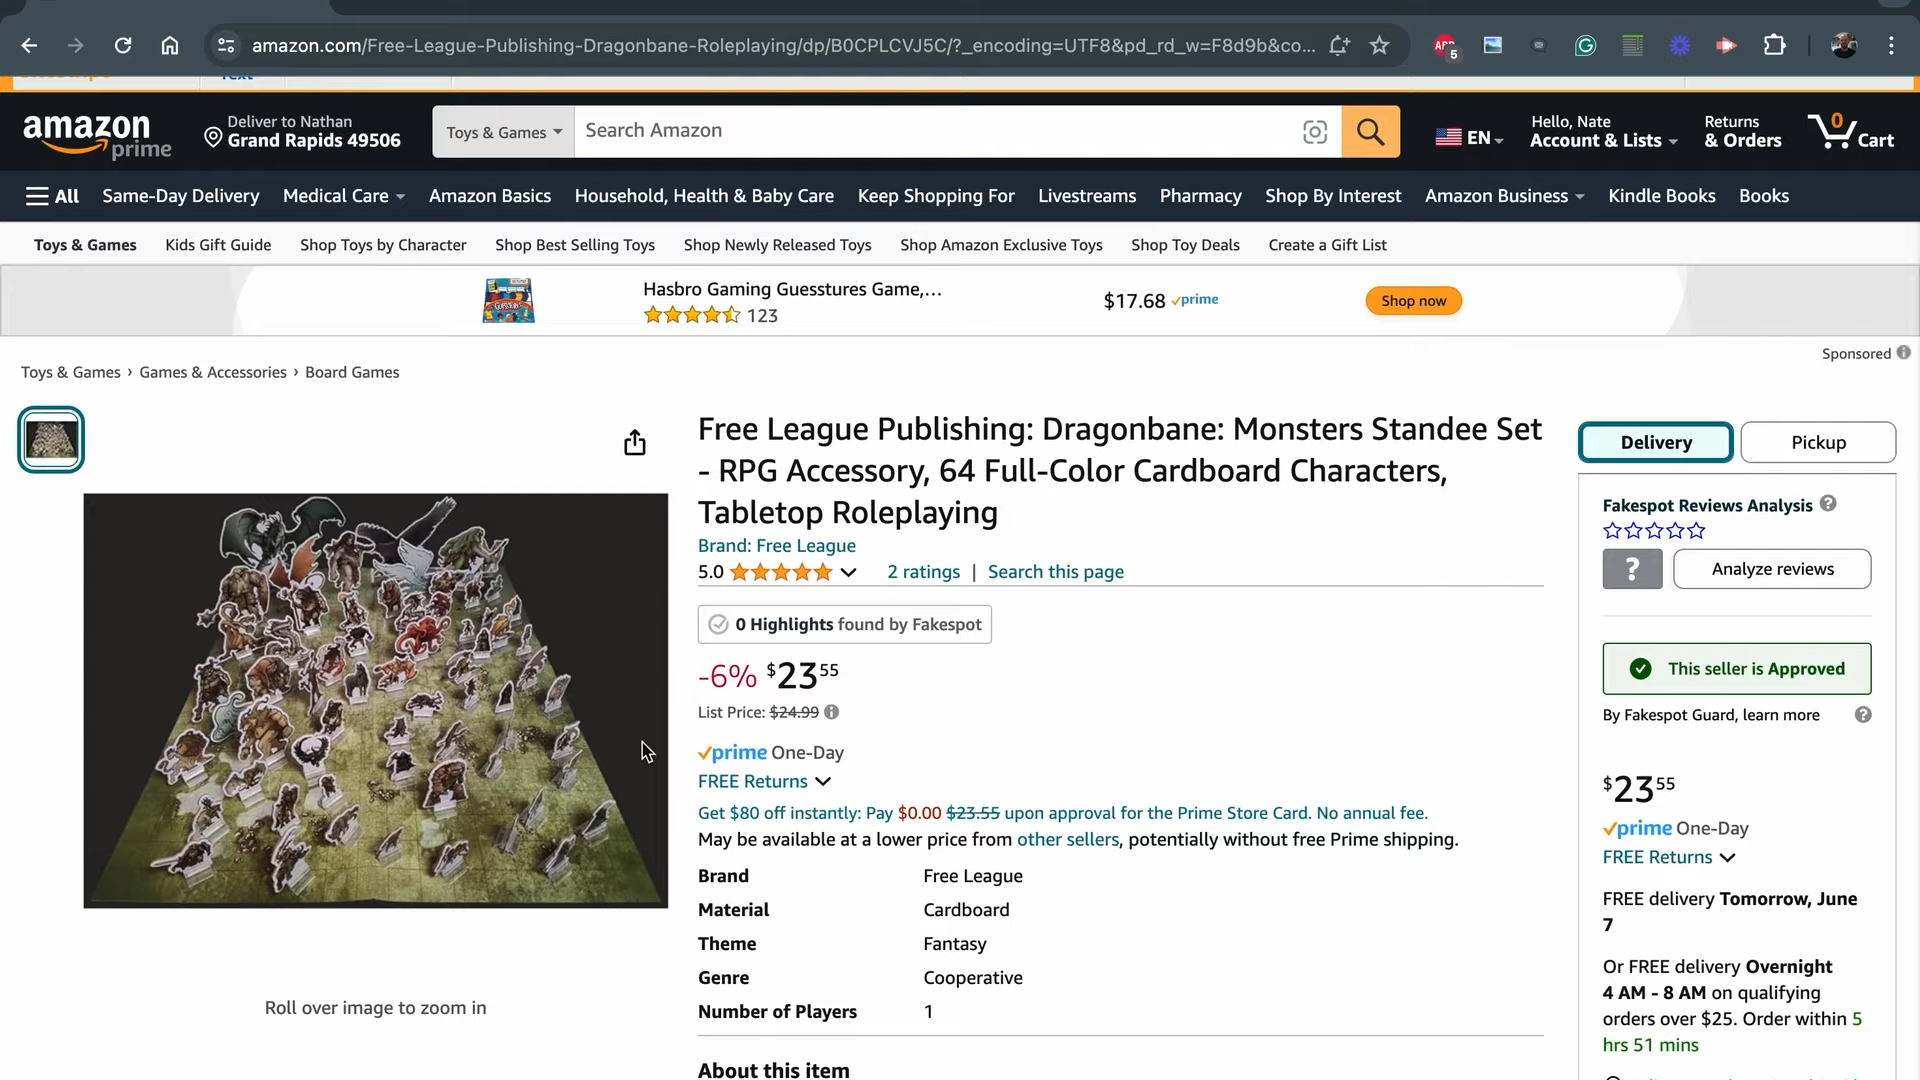 amazon.com/Free-League-Publishing-Dragonbane-Roleplaying/dp/B0CPLCVJ5C/?_encoding=UTF8&pd_rd_w=F8d9b&co...
ABP
5
Text
amazon
prime
Deliver to Nathan
Grand Rapids 49506
Toys & Games
Search Amazon
EN
Hello, Nate
Account & Lists
Returns
& Orders
0
Cart
All
Same-Day Delivery
Medical Care
Amazon Basics
Household, Health & Baby Care
Keep Shopping For
Livestreams
Pharmacy
Shop By Interest
Amazon Business
Kindle Books
Books
Toys & Games
Kids Gift Guide
Shop Toys by Character
Shop Best Selling Toys
Shop Newly Released Toys
Shop Amazon Exclusive Toys
Shop Toy Deals
Create a Gift List
Hasbro Gaming Guesstures Game,...
123
$17.68 prime
Shop now
Sponsored
Toys & Games › Games & Accessories › Board Games
Free League Publishing: Dragonbane: Monsters Standee Set
- RPG Accessory, 64 Full-Color Cardboard Characters,
Tabletop Roleplaying
Brand: Free League
5.0
2 ratings | Search this page
0 Highlights found by Fakespot
-6% $23 55
List Price: $24.99
prime One-Day
FREE Returns
Get $80 off instantly: Pay $0.00 $23.55 upon approval for the Prime Store Card. No annual fee.
May be available at a lower price from other sellers, potentially without free Prime shipping.
Brand Free League
Material Cardboard
Theme Fantasy
Genre Cooperative
Number of Players 1
About this item
Roll over image to zoom in
Delivery
Pickup
Fakespot Reviews Analysis ?
?
Analyze reviews
This seller is Approved
By Fakespot Guard, learn more ?
$23 55
prime One-Day
FREE Returns
FREE delivery Tomorrow, June
7
Or FREE delivery Overnight
4 AM - 8 AM on qualifying
orders over $25. Order within 5
hrs 51 mins